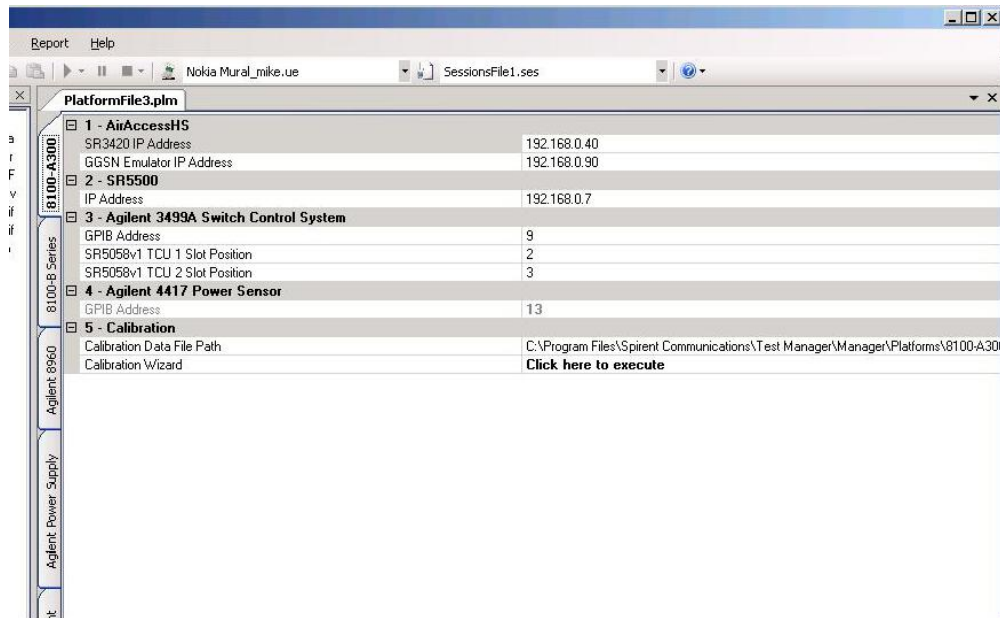 Report Help
Nokia Mural_mike.ue SessionsFile1.ses
PlatformFile3.plm
1 - AirAccessHS
SR3420 IP Address 192.168.0.40
GGSN Emulator IP Address 192.168.0.90
2 - SR5500
IP Address 192.168.0.7
3 - Agilent 3499A Switch Control System
GPIB Address 9
SR5058v1 TCU 1 Slot Position 2
SR5058v1 TCU 2 Slot Position 3
4 - Agilent 4417 Power Sensor
GPIB Address 13
5 - Calibration
Calibration Data File Path C:\Program Files\Spirent Communications\Test Manager\Manager\Platforms\8100-A300
Calibration Wizard Click here to execute
8100-A300
8100-B Series
Agilent 8960
Agilent Power Supply